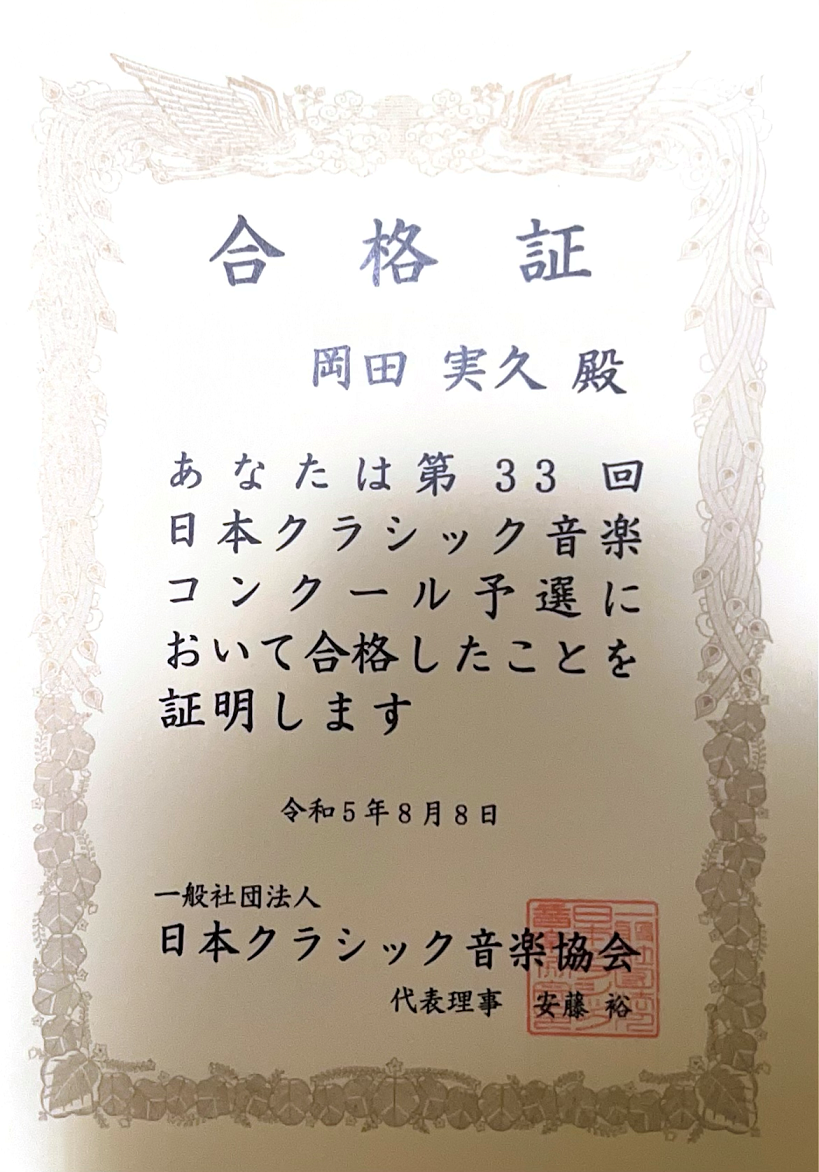 合格証
岡田 実久 殿
あなたは第33回
日本クラシック音楽
コンクール予選に
おいて合格したことを
証明します
令和5年8月8日
一般社団法人
日本クラシック音楽協会
代表理事 安藤 裕